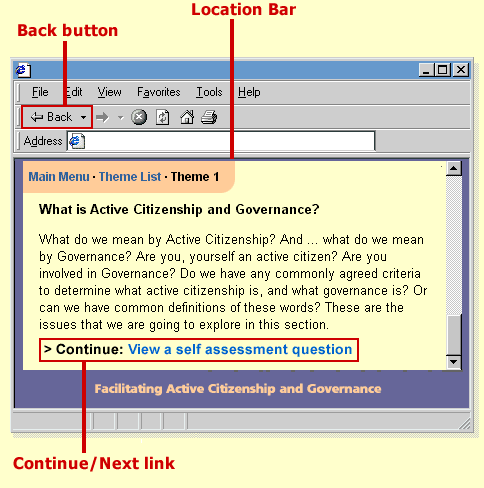 Location Bar
Back button
File Edit View Favorites Tools Help
Back
Address
Main Menu · Theme List · Theme 1
What is Active Citizenship and Governance?
What do we mean by Active Citizenship? And ... what do we mean
by Governance? Are you, yourself an active citizen? Are you
involved in Governance? Do we have any commonly agreed criteria
to determine what active citizenship is, and what governance is? Or
can we have common definitions of these words? These are the
issues that we are going to explore in this section.
> Continue: View a self assessment question
Facilitating Active Citizenship and Governance
Continue/Next link